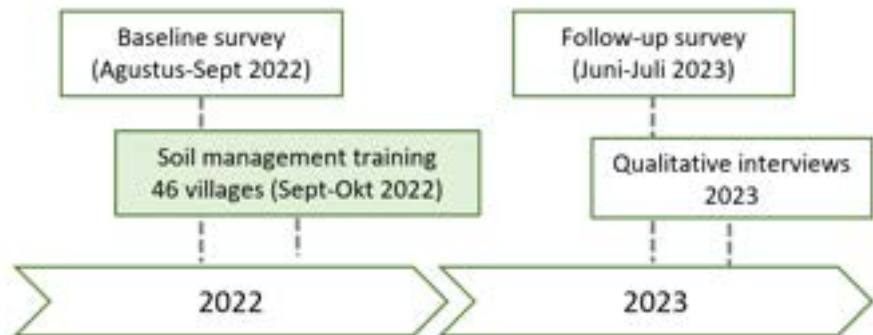 Baseline survey
(Agustus-Sept 2022)
Follow-up survey
(Juni-Juli 2023)
Soil management training
46 villages (Sept-Okt 2022)
Qualitative interviews
2023
2022
2023